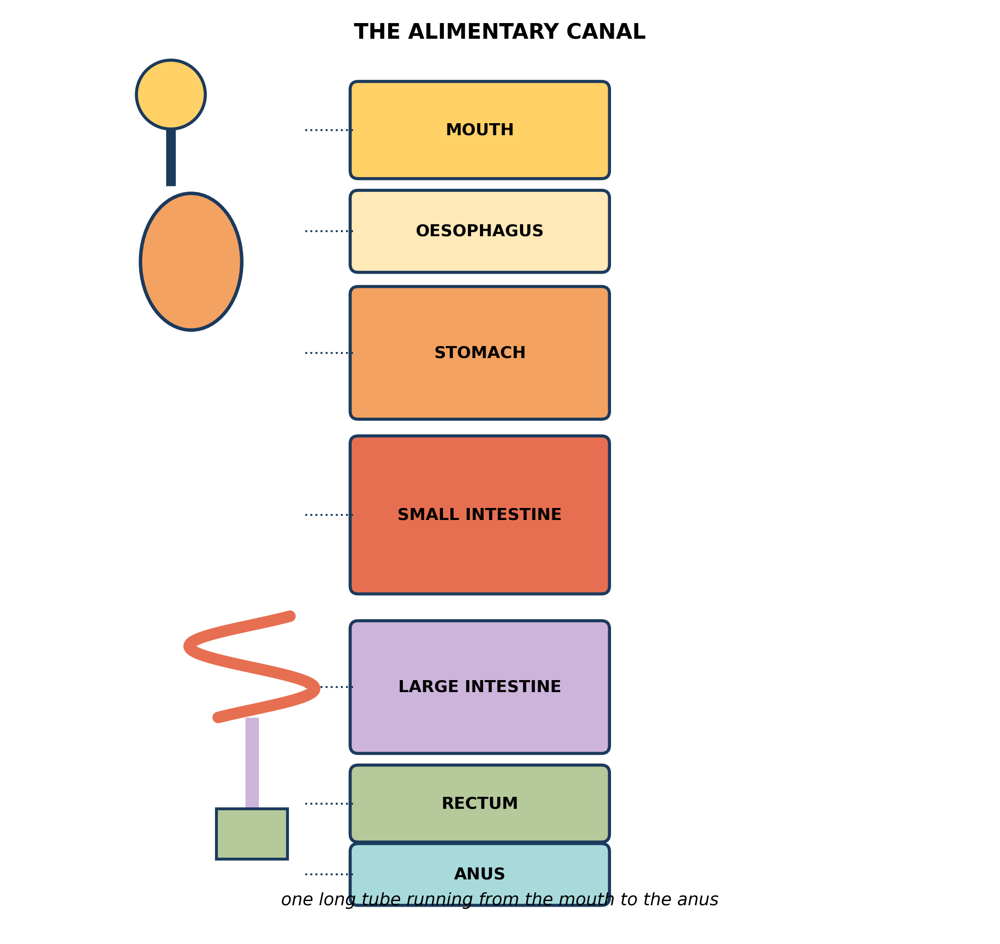 THE ALIMENTARY CANAL
MOUTH
OESOPHAGUS
STOMACH
SMALL INTESTINE
LARGE INTESTINE
RECTUM
ANUS
one long tube running from the mouth to the anus